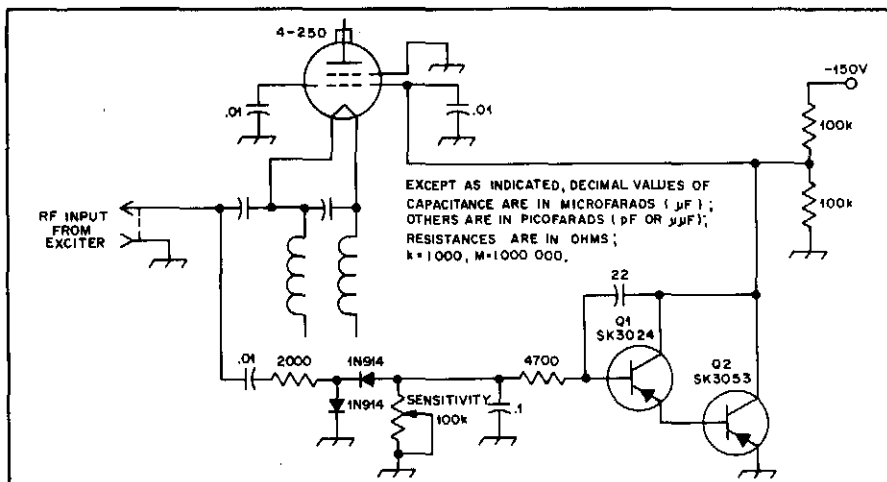 4-250
-150V
.01
.01
100k
100k
RF INPUT
FROM
EXCITER
EXCEPT AS INDICATED, DECIMAL VALUES OF
CAPACITANCE ARE IN MICROFARADS (µF);
OTHERS ARE IN PICOFARADS (pF OR µµF);
RESISTANCES ARE IN OHMS;
k=1000, M=1000 000.
22
Q1
SK3024
Q2
SK3053
.01
2000
1N914
4700
1N914
SENSITIVITY
100k
.1